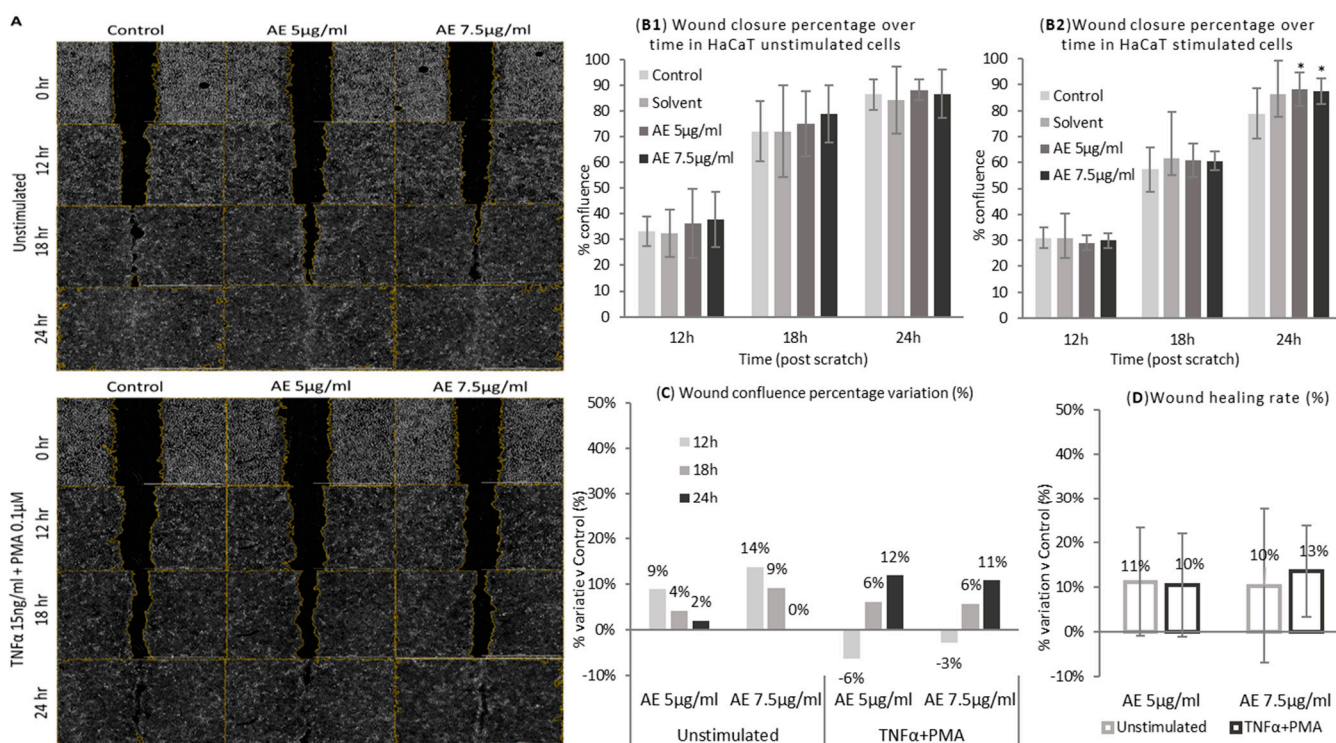 A
Control AE 5µg/ml AE 7.5µg/ml
0 hr
12 hr
18 hr
24 hr
Unstimulated
Control AE 5µg/ml AE 7.5µg/ml
0 hr
12 hr
18 hr
24 hr
TNFα 15ng/ml + PMA 0.1µM
(B1) Wound closure percentage over
time in HaCaT unstimulated cells
100
90
80
70
60
50
40
30
20
10
0
% confluence
Control
Solvent
AE 5µg/ml
AE 7.5µg/ml
12h 18h 24h
Time (post scratch)
(B2)Wound closure percentage over
time in HaCaT stimulated cells
100
90
80
70
60
50
40
30
20
10
0
% confluence
Control
Solvent
AE 5µg/ml
AE 7.5µg/ml
* *
12h 18h 24h
Time (post scratch)
(C) Wound confluence percentage variation (%)
50%
40%
30%
20%
10%
0%
-10%
% variatie v Control (%)
12h
18h
24h
9% 4% 2% 14% 9% 0% -6% 6% 12% -3% 6% 11%
AE 5µg/ml AE 7.5µg/ml AE 5µg/ml AE 7.5µg/ml
Unstimulated TNFα+PMA
(D)Wound healing rate (%)
50%
40%
30%
20%
10%
0%
-10%
% variation v Control (%)
11% 10% 10% 13%
AE 5µg/ml AE 7.5µg/ml
Unstimulated TNFα+PMA